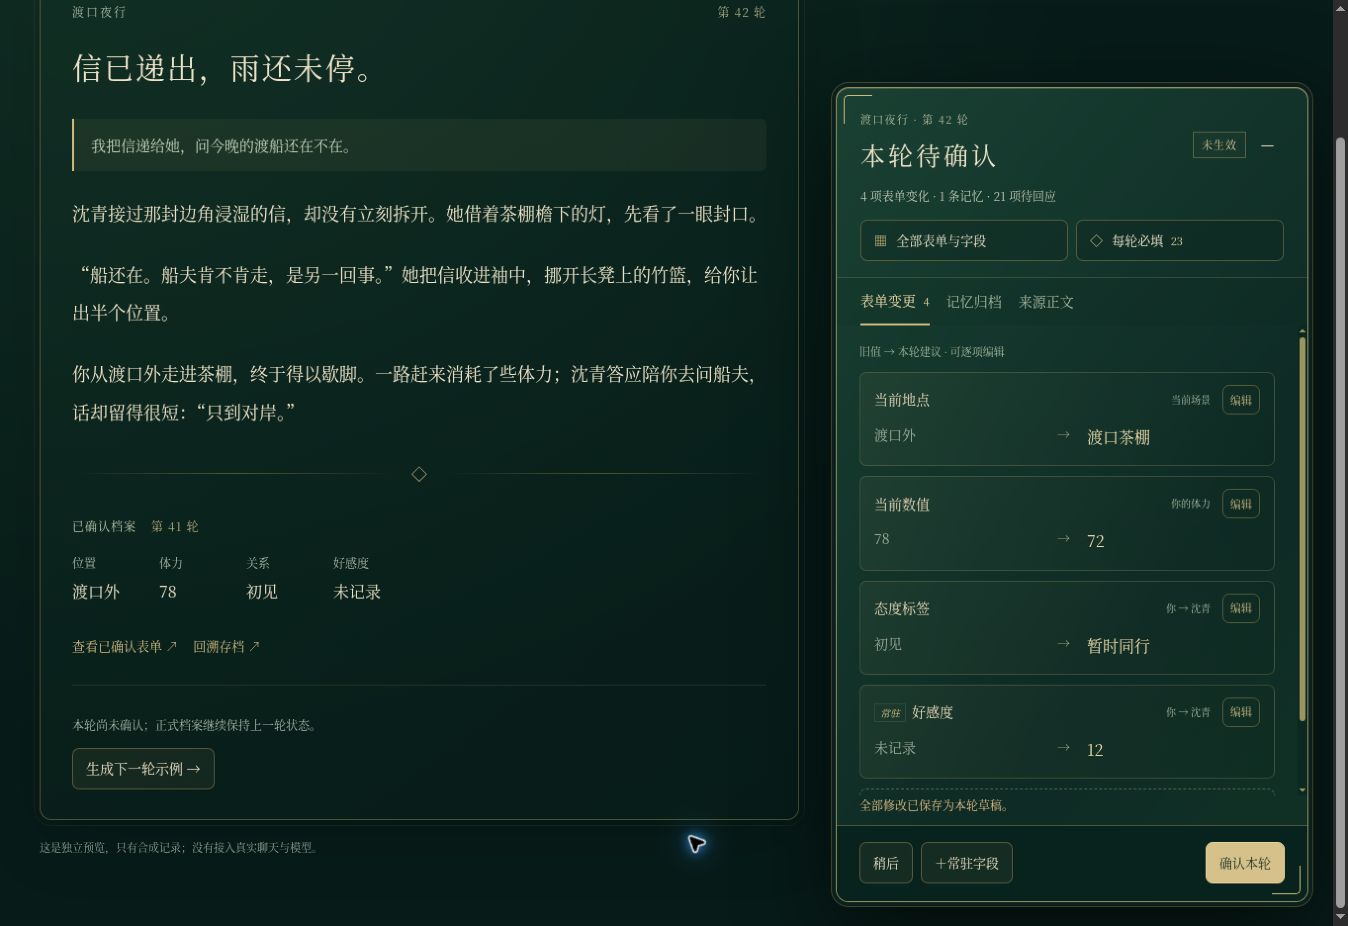 渡口夜行
第 42 轮
信已递出，雨还未停。
我把信递给她，问今晚的渡船还在不在。
沈青接过那封边角浸湿的信，却没有立刻拆开。她借着茶棚檐下的灯，先看了一眼封口。
“船还在。船夫肯不肯走，是另一回事。”她把信收进袖中，挪开长凳上的竹篮，给你让
出半个位置。
你从渡口外走进茶棚，终于得以歇脚。一路赶来消耗了些体力；沈青答应陪你去问船夫，
话却留得很短：“只到对岸。”
已确认档案 第 41 轮
位置 体力 关系 好感度
渡口外 78 初见 未记录
查看已确认表单 ↗ 回溯存档 ↗
本轮尚未确认；正式档案继续保持上一轮状态。
生成下一轮示例 →
这是独立预览，只有合成记录；没有接入真实聊天与模型。
渡口夜行 · 第 42 轮
本轮待确认
未生效
4 项表单变化 · 1 条记忆 · 21 项待回应
全部表单与字段
每轮必填 23
表单变更 4 记忆归档 来源正文
旧值 → 本轮建议 · 可逐项编辑
当前地点 当前场景 编辑
渡口外 → 渡口茶棚
当前数值 你的体力 编辑
78 → 72
态度标签 你 → 沈青 编辑
初见 → 暂时同行
常驻 好感度 你 → 沈青 编辑
未记录 → 12
全部修改已保存为本轮草稿。
稍后 ＋常驻字段 确认本轮